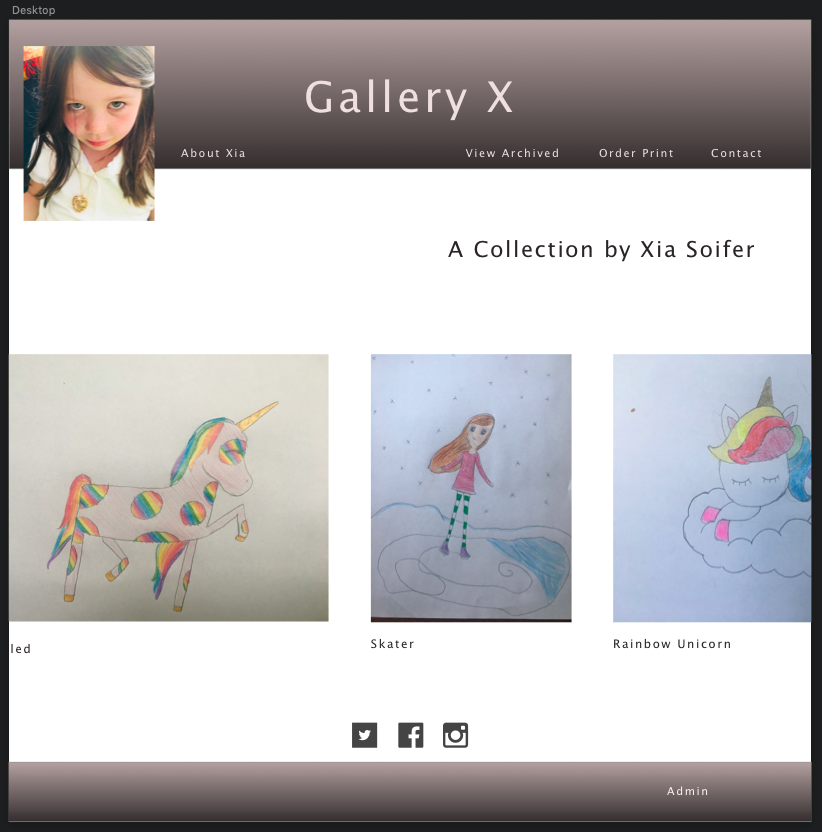 Desktop
Gallery X
About Xia
View Archived
Order Print
Contact
A Collection by Xia Soifer
led
Skater
Rainbow Unicorn
Admin